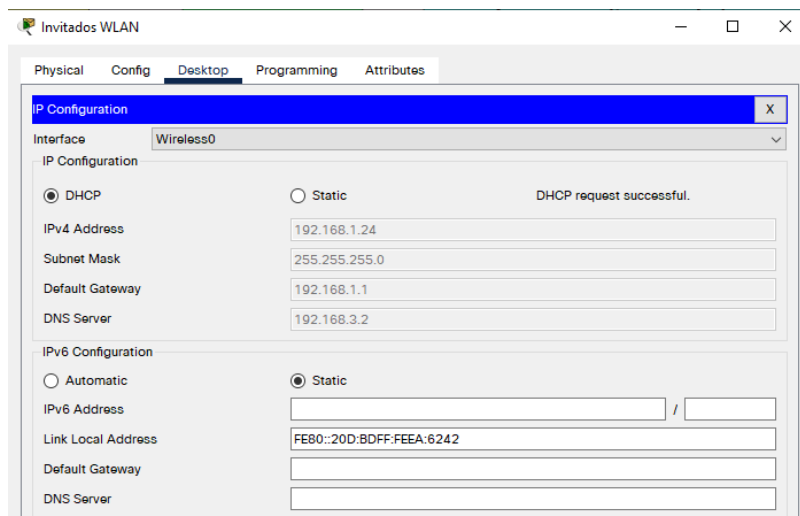 Invitados WLAN
Physical Config Desktop Programming Attributes
IP Configuration X
Interface Wireless0
IP Configuration
DHCP Static DHCP request successful.
IPv4 Address 192.168.1.24
Subnet Mask 255.255.255.0
Default Gateway 192.168.1.1
DNS Server 192.168.3.2
IPv6 Configuration
Automatic Static
IPv6 Address /
Link Local Address FE80::20D:BDFF:FEEA:6242
Default Gateway
DNS Server